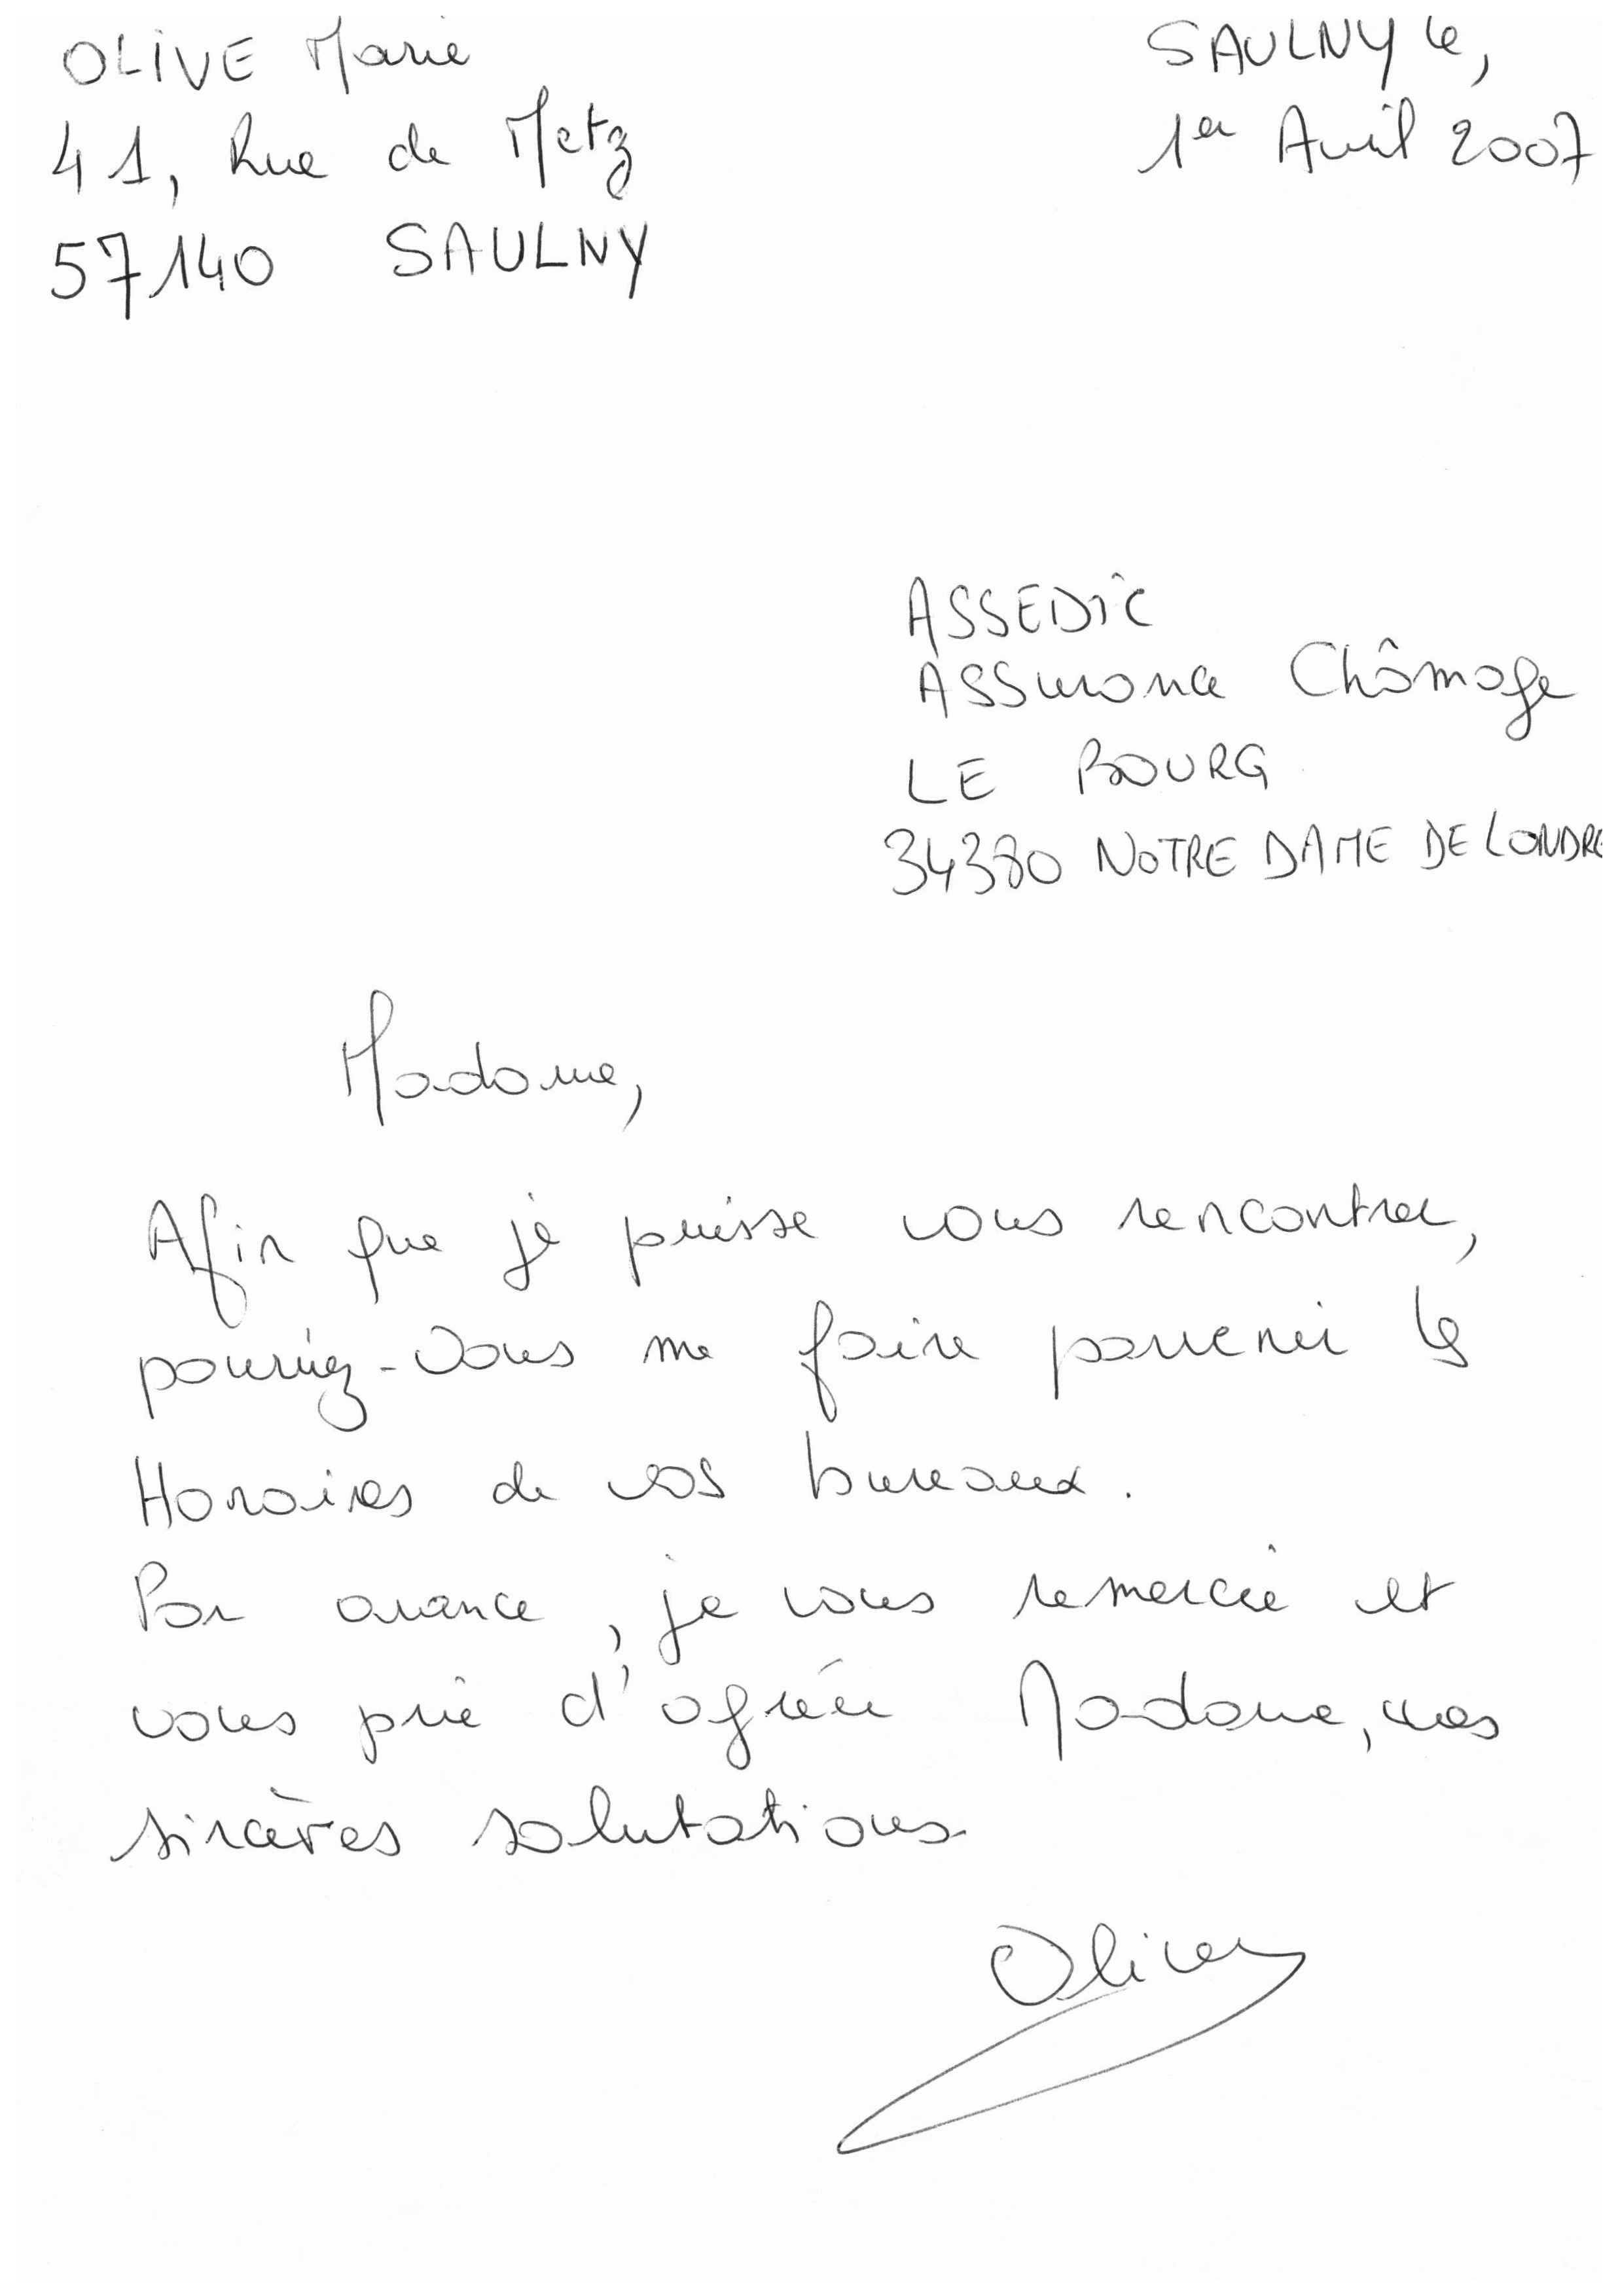 OLIVE Marie
SAULNY le,
41, Rue de Metz
1er Avril 2007
57140 SAULNY
ASSEDIC
ASSurance Chômage
LE BOURG
34380 NOTRE DAME DE LONDRE
Madame,
Afin que je puisse vous rencontrer,
pourriez-vous me faire parvenir les
Horaires de vos bureaux.
Par avance, je vous remercie et
vous prie d'agréer Madame, mes
sincères salutations.
Olive